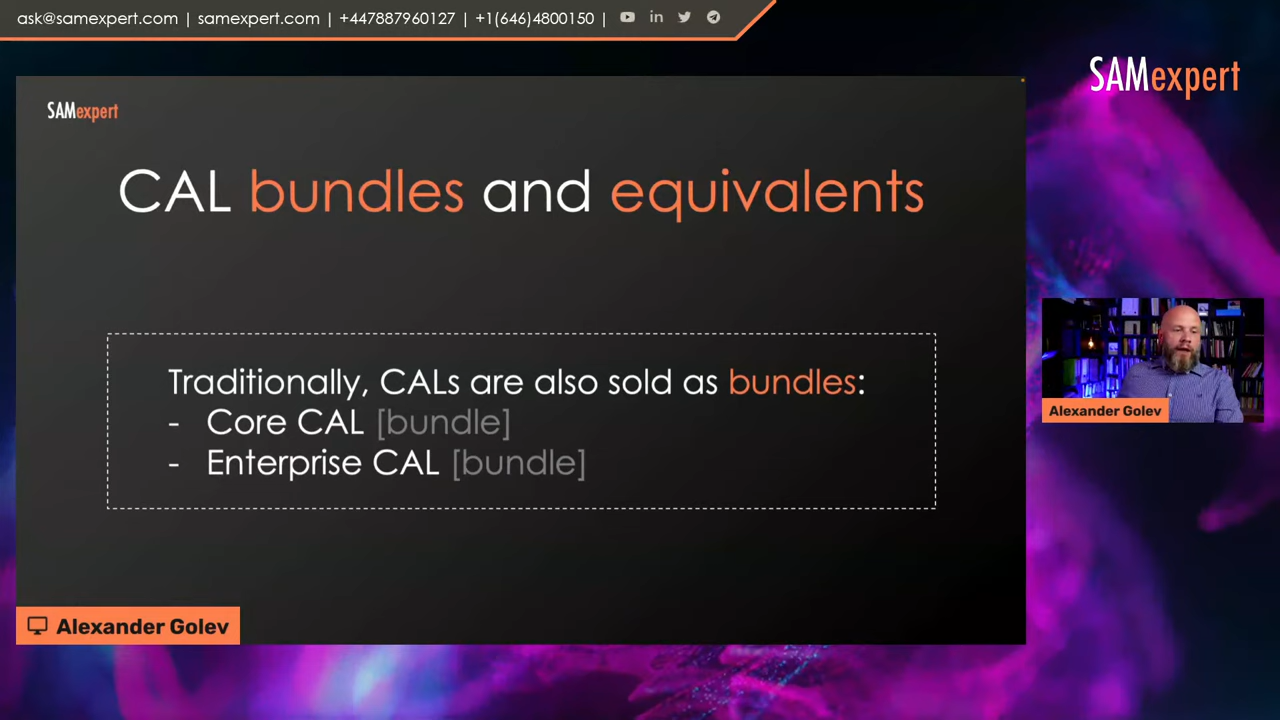 ask@samexpert.com | samexpert.com | +447887960127 | +1(646)4800150 |
SAMexpert
SAMexpert
CAL bundles and equivalents
Traditionally, CALs are also sold as bundles:
- Core CAL [bundle]
- Enterprise CAL [bundle]
Alexander Golev
Alexander Golev